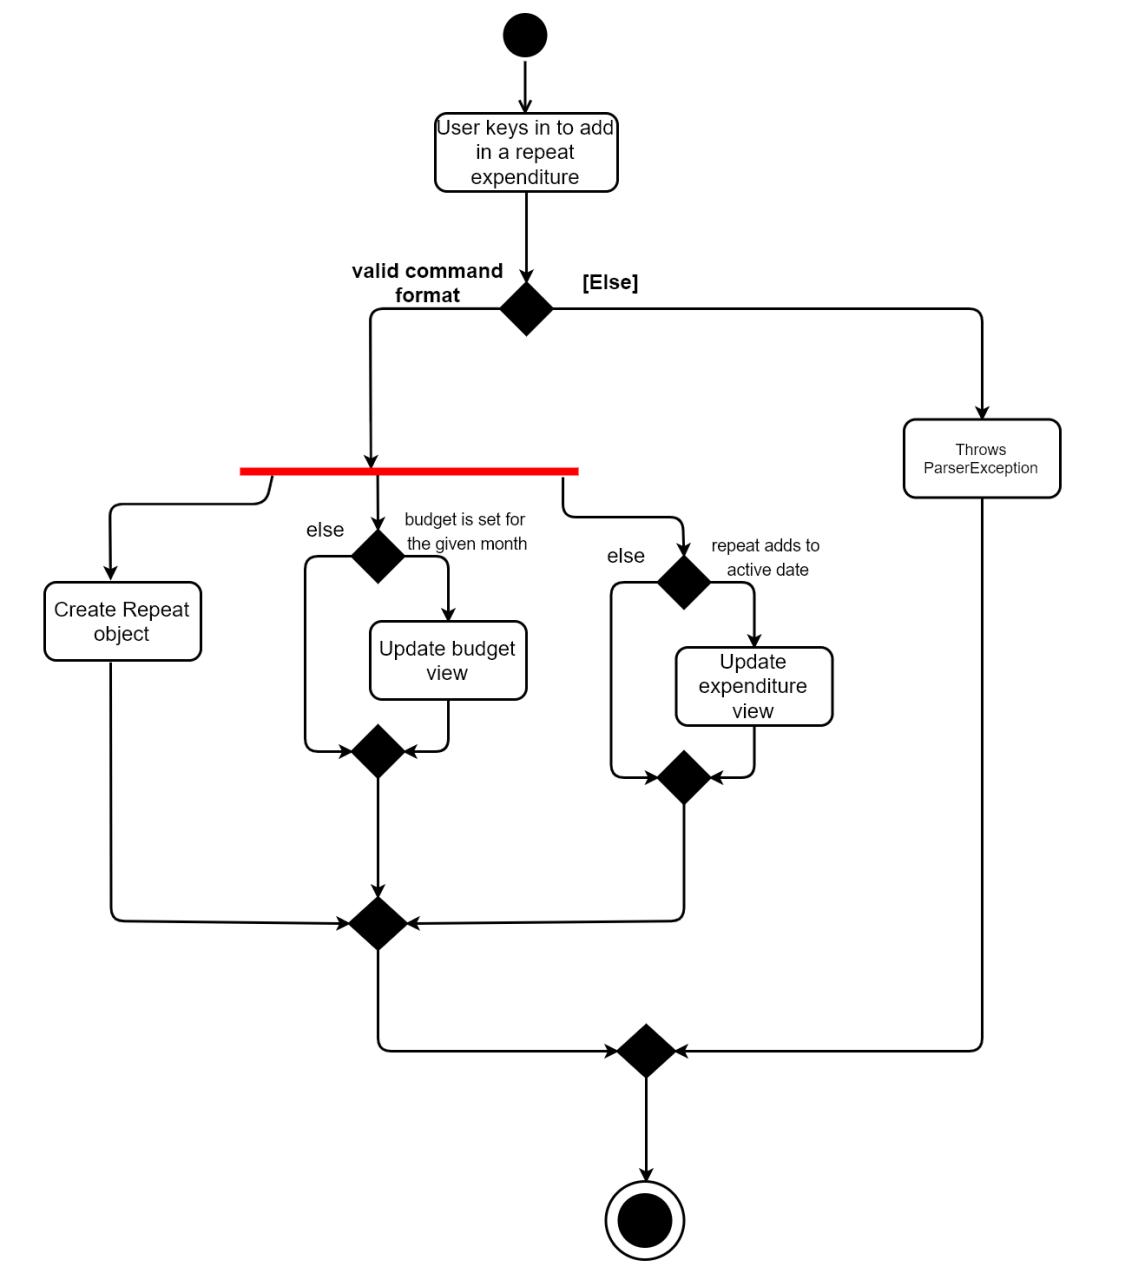 User keys in to add
in a repeat
expenditure
valid command
format
[Else]
Throws
ParserException
else
budget is set for
the given month
else
repeat adds to
active date
Create Repeat
object
Update budget
view
Update
expenditure
view